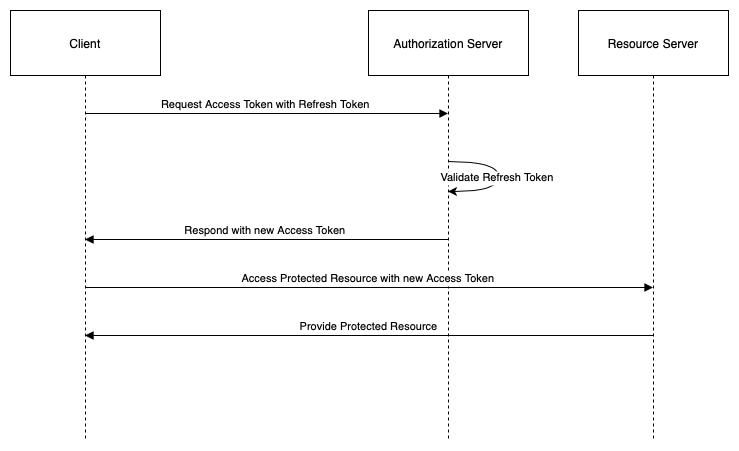 Client
Authorization Server
Resource Server
Request Access Token with Refresh Token
Validate Refresh Token
Respond with new Access Token
Access Protected Resource with new Access Token
Provide Protected Resource